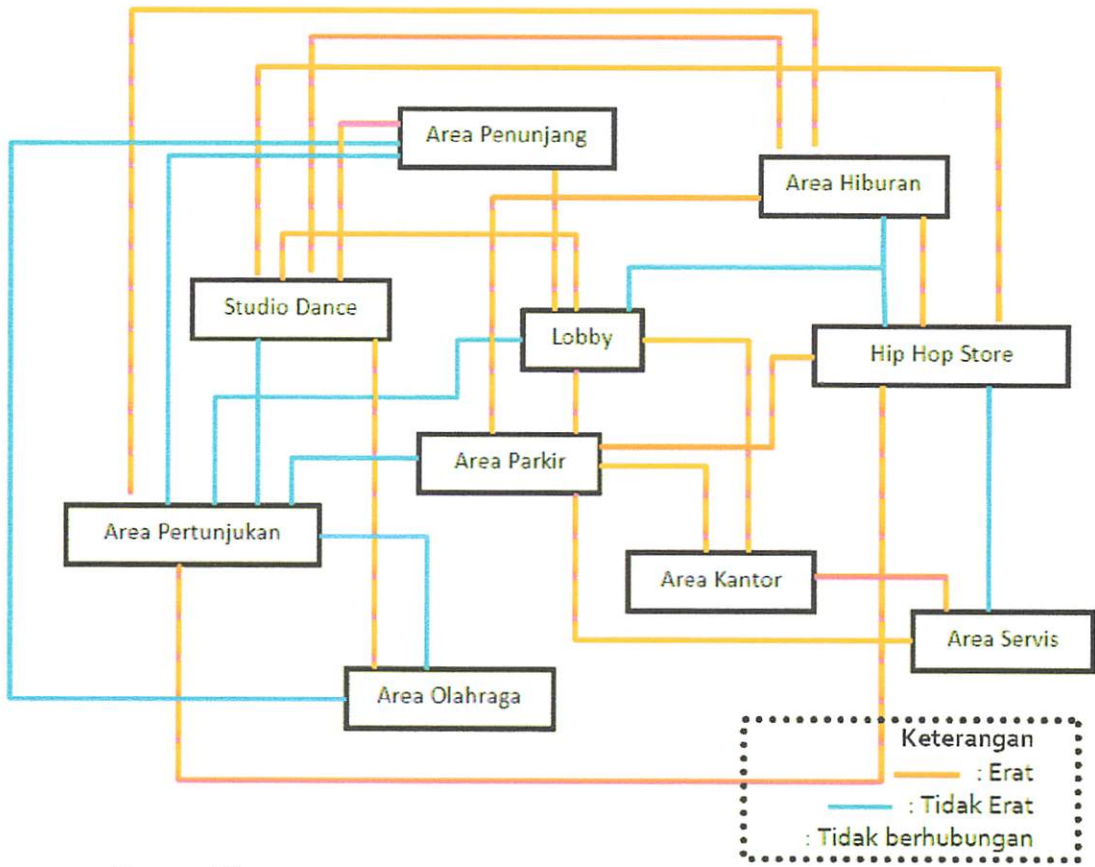 Area Penunjang
Area Hiburan
Studio Dance
Lobby
Hip Hop Store
Area Parkir
Area Pertunjukan
Area Kantor
Area Servis
Area Olahraga
Keterangan
: Erat
: Tidak Erat
: Tidak berhubungan